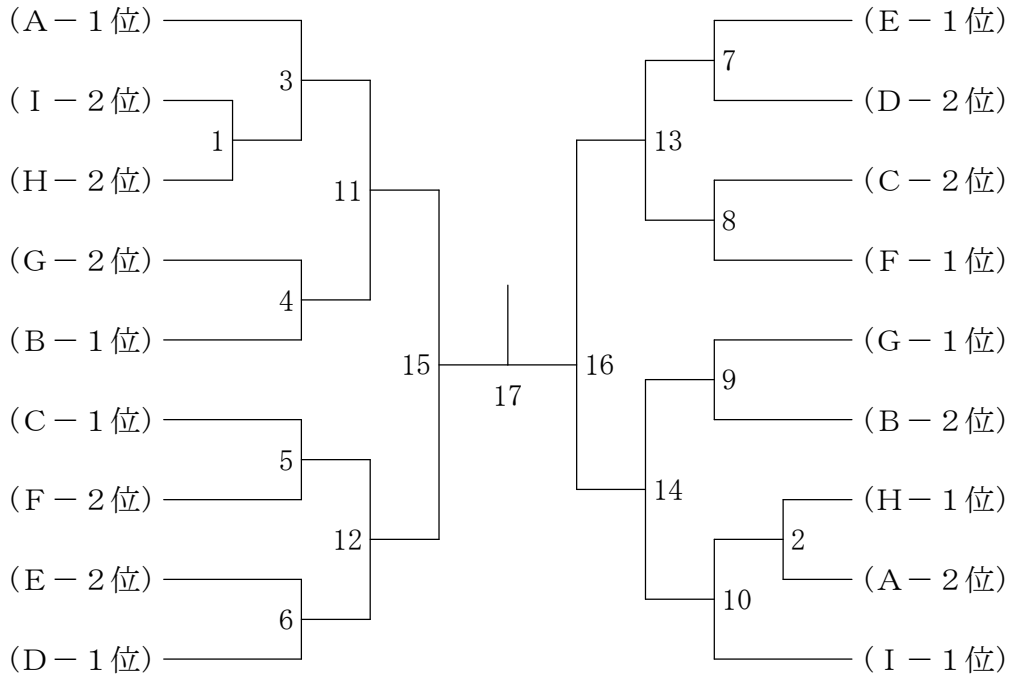 (A－1位)
(I－2位)
(H－2位)
(G－2位)
(B－1位)
(C－1位)
(F－2位)
(E－2位)
(D－1位)
3
1
4
5
6
11
12
15
17
16
13
14
7
8
9
2
10
(E－1位)
(D－2位)
(C－2位)
(F－1位)
(G－1位)
(B－2位)
(H－1位)
(A－2位)
(I－1位)